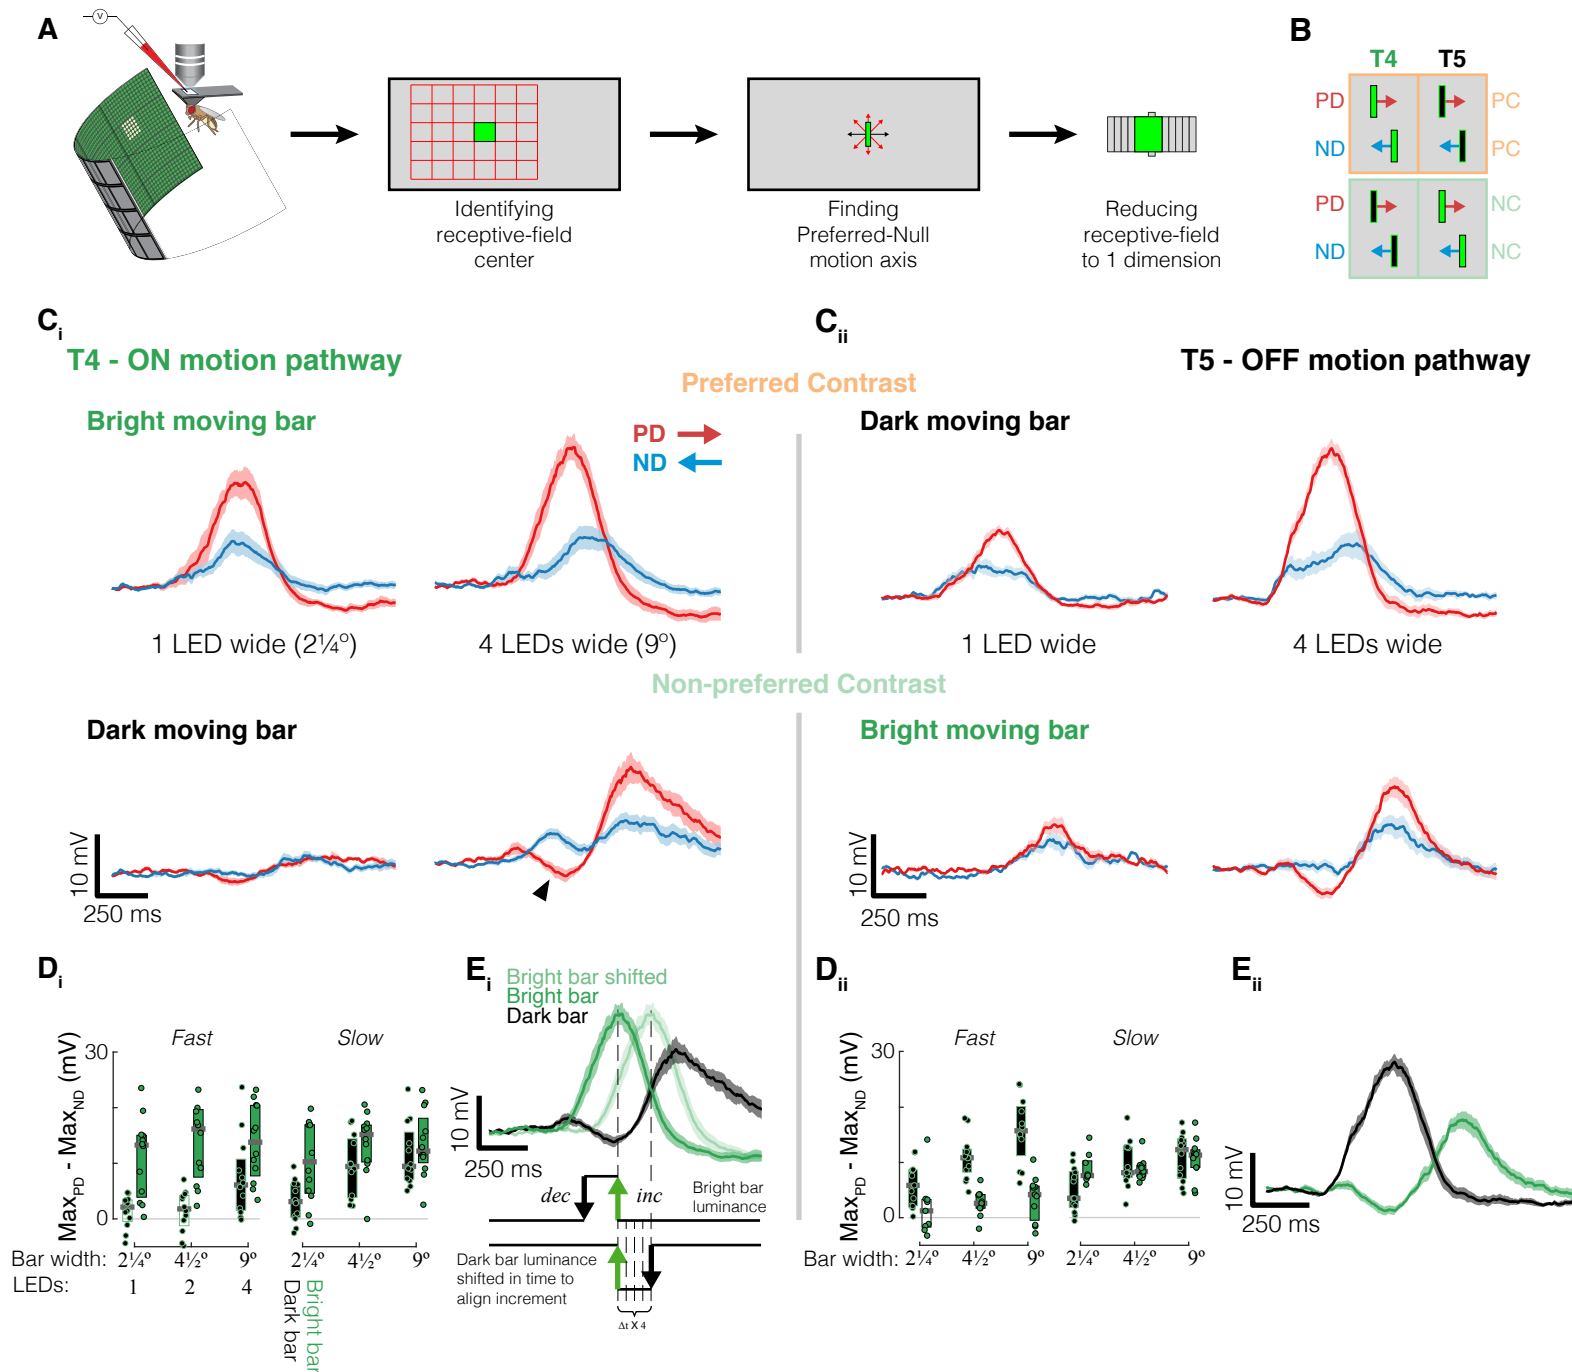 A
V
Identifying
receptive-field
center
Finding
Preferred-Null
motion axis
Reducing
receptive-field
to 1 dimension
B
T4 T5
PD PC
ND PC
PD NC
ND NC
Ci
T4 - ON motion pathway
Cii
T5 - OFF motion pathway
Preferred Contrast
Bright moving bar
Dark moving bar
PD
ND
1 LED wide (2¼°)
4 LEDs wide (9°)
1 LED wide
4 LEDs wide
Non-preferred Contrast
Dark moving bar
Bright moving bar
10 mV
250 ms
10 mV
250 ms
Di
Fast Slow
MaxPD - MaxND (mV)
30
0
Bar width: 2¼° 4½° 9° 2¼° 4½° 9°
LEDs: 1 2 4
Dark bar
Bright bar
Ei
Bright bar shifted
Bright bar
Dark bar
10 mV
250 ms
dec inc
Bright bar
luminance
Dark bar luminance
shifted in time to
align increment
Δt X 4
Dii
Fast Slow
MaxPD - MaxND (mV)
30
0
Bar width: 2¼° 4½° 9° 2¼° 4½° 9°
Eii
10 mV
250 ms